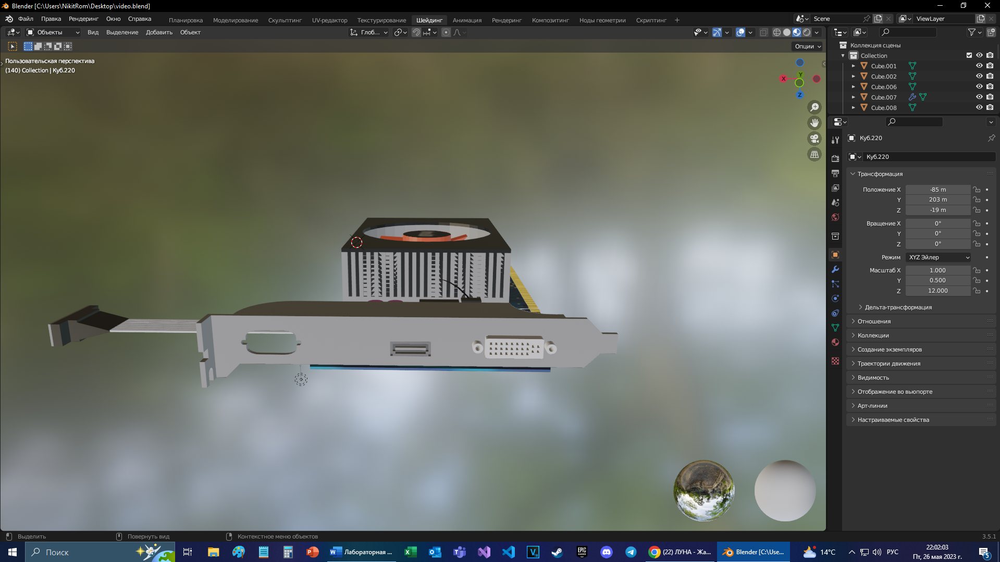 Blender [C:\Users\NikitRom\Desktop\video.blend]
Файл Правка Рендеринг Окно Справка
Планировка Моделирование Скульптинг UV-редактор Текстурирование Шейдинг Анимация Рендеринг Композитинг Ноды геометрии Скриптинг +
Scene
ViewLayer
Объекты Вид Выделение Добавить Объект
Глоб...
Опции
Пользовательская перспектива
(140) Collection | Куб.220
X
Y
Z
Коллекция сцены
Collection
Cube.001
Cube.002
Cube.006
Cube.007
Cube.008
Куб.220
Куб.220
Трансформация
Положение X -85 m
Y 203 m
Z -19 m
Вращение X 0°
Y 0°
Z 0°
Режим XYZ Эйлер
Масштаб X 1.000
Y 0.500
Z 12.000
Дельта-трансформация
Отношения
Коллекции
Создание экземпляров
Траектории движения
Видимость
Отображение во вьюпорте
Арт-линии
Настраиваемые свойства
Выделить Повернуть вид Контекстное меню объектов
3.5.1
Поиск
Лабораторная ...
(22) ЛУНА - Жа...
Blender [C:\Use...
14°C
РУС
22:02:03
Пт, 26 мая 2023 г.
5
EPIC GAMES